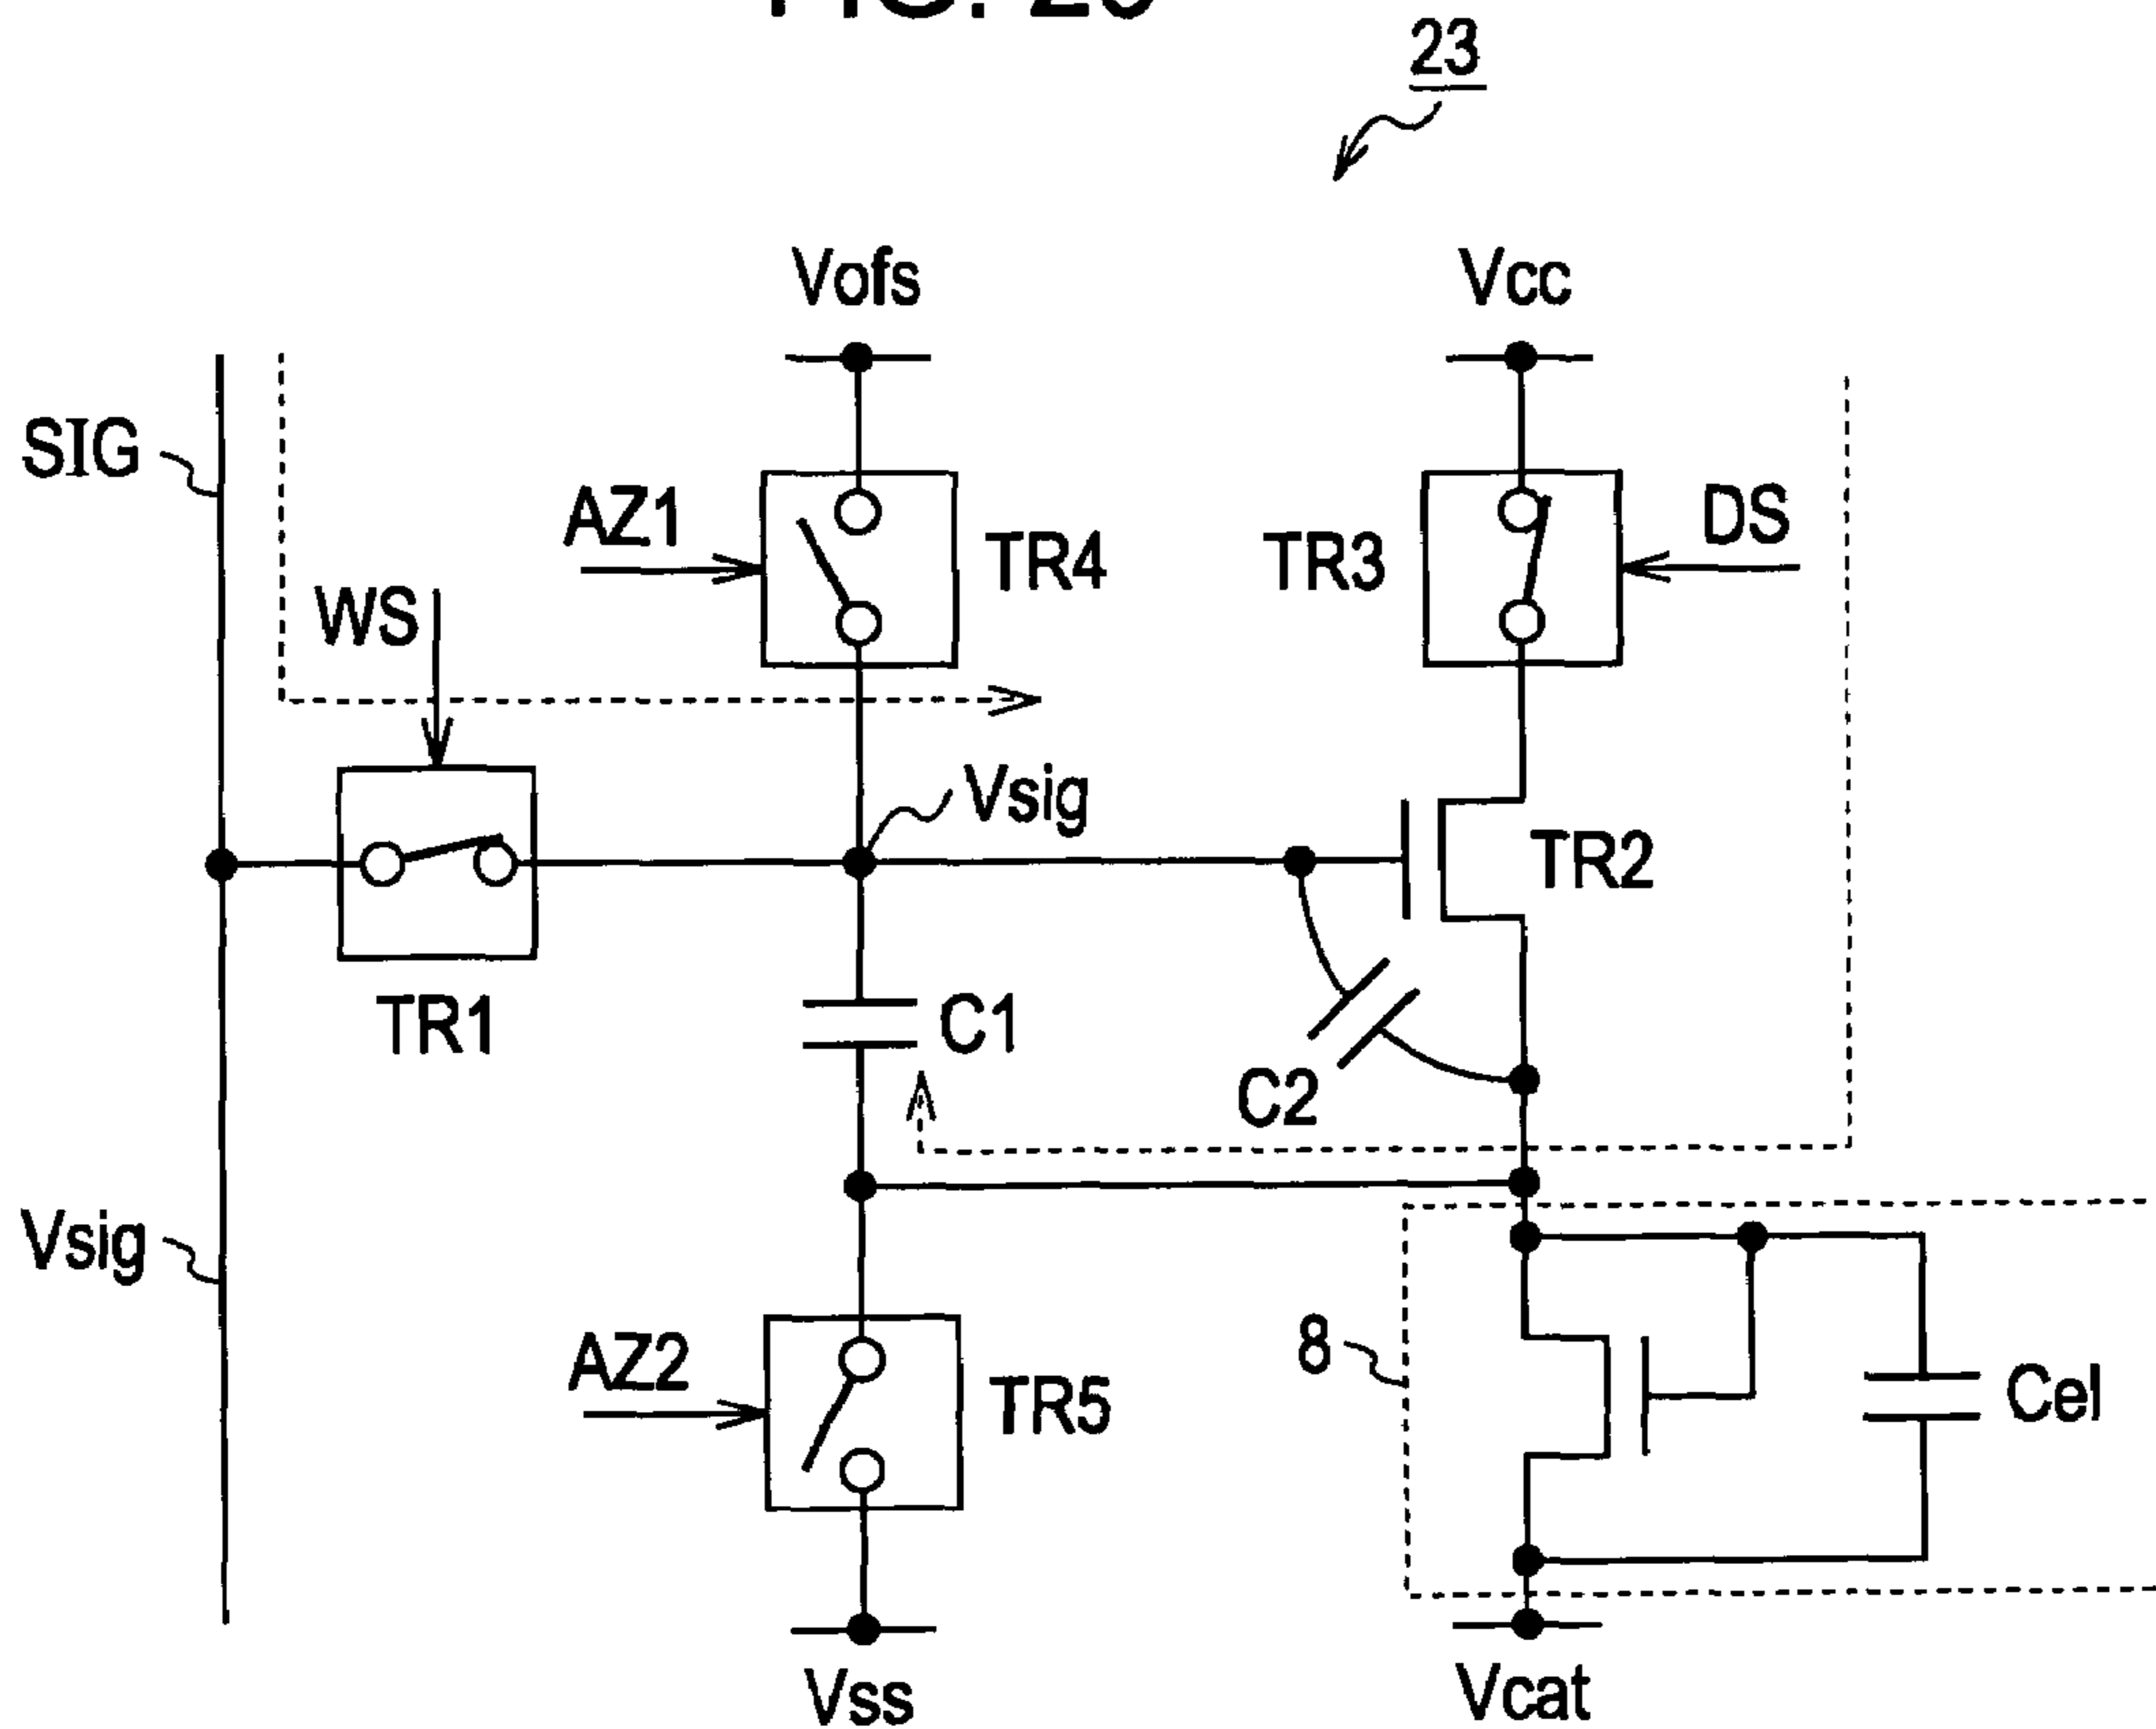 23
Vofs
Vcc
SIG
AZ1
TR4
TR3
DS
WS
Vsig
TR2
TR1
C1
C2
Vsig
8
AZ2
TR5
Cel
Vss
Vcat